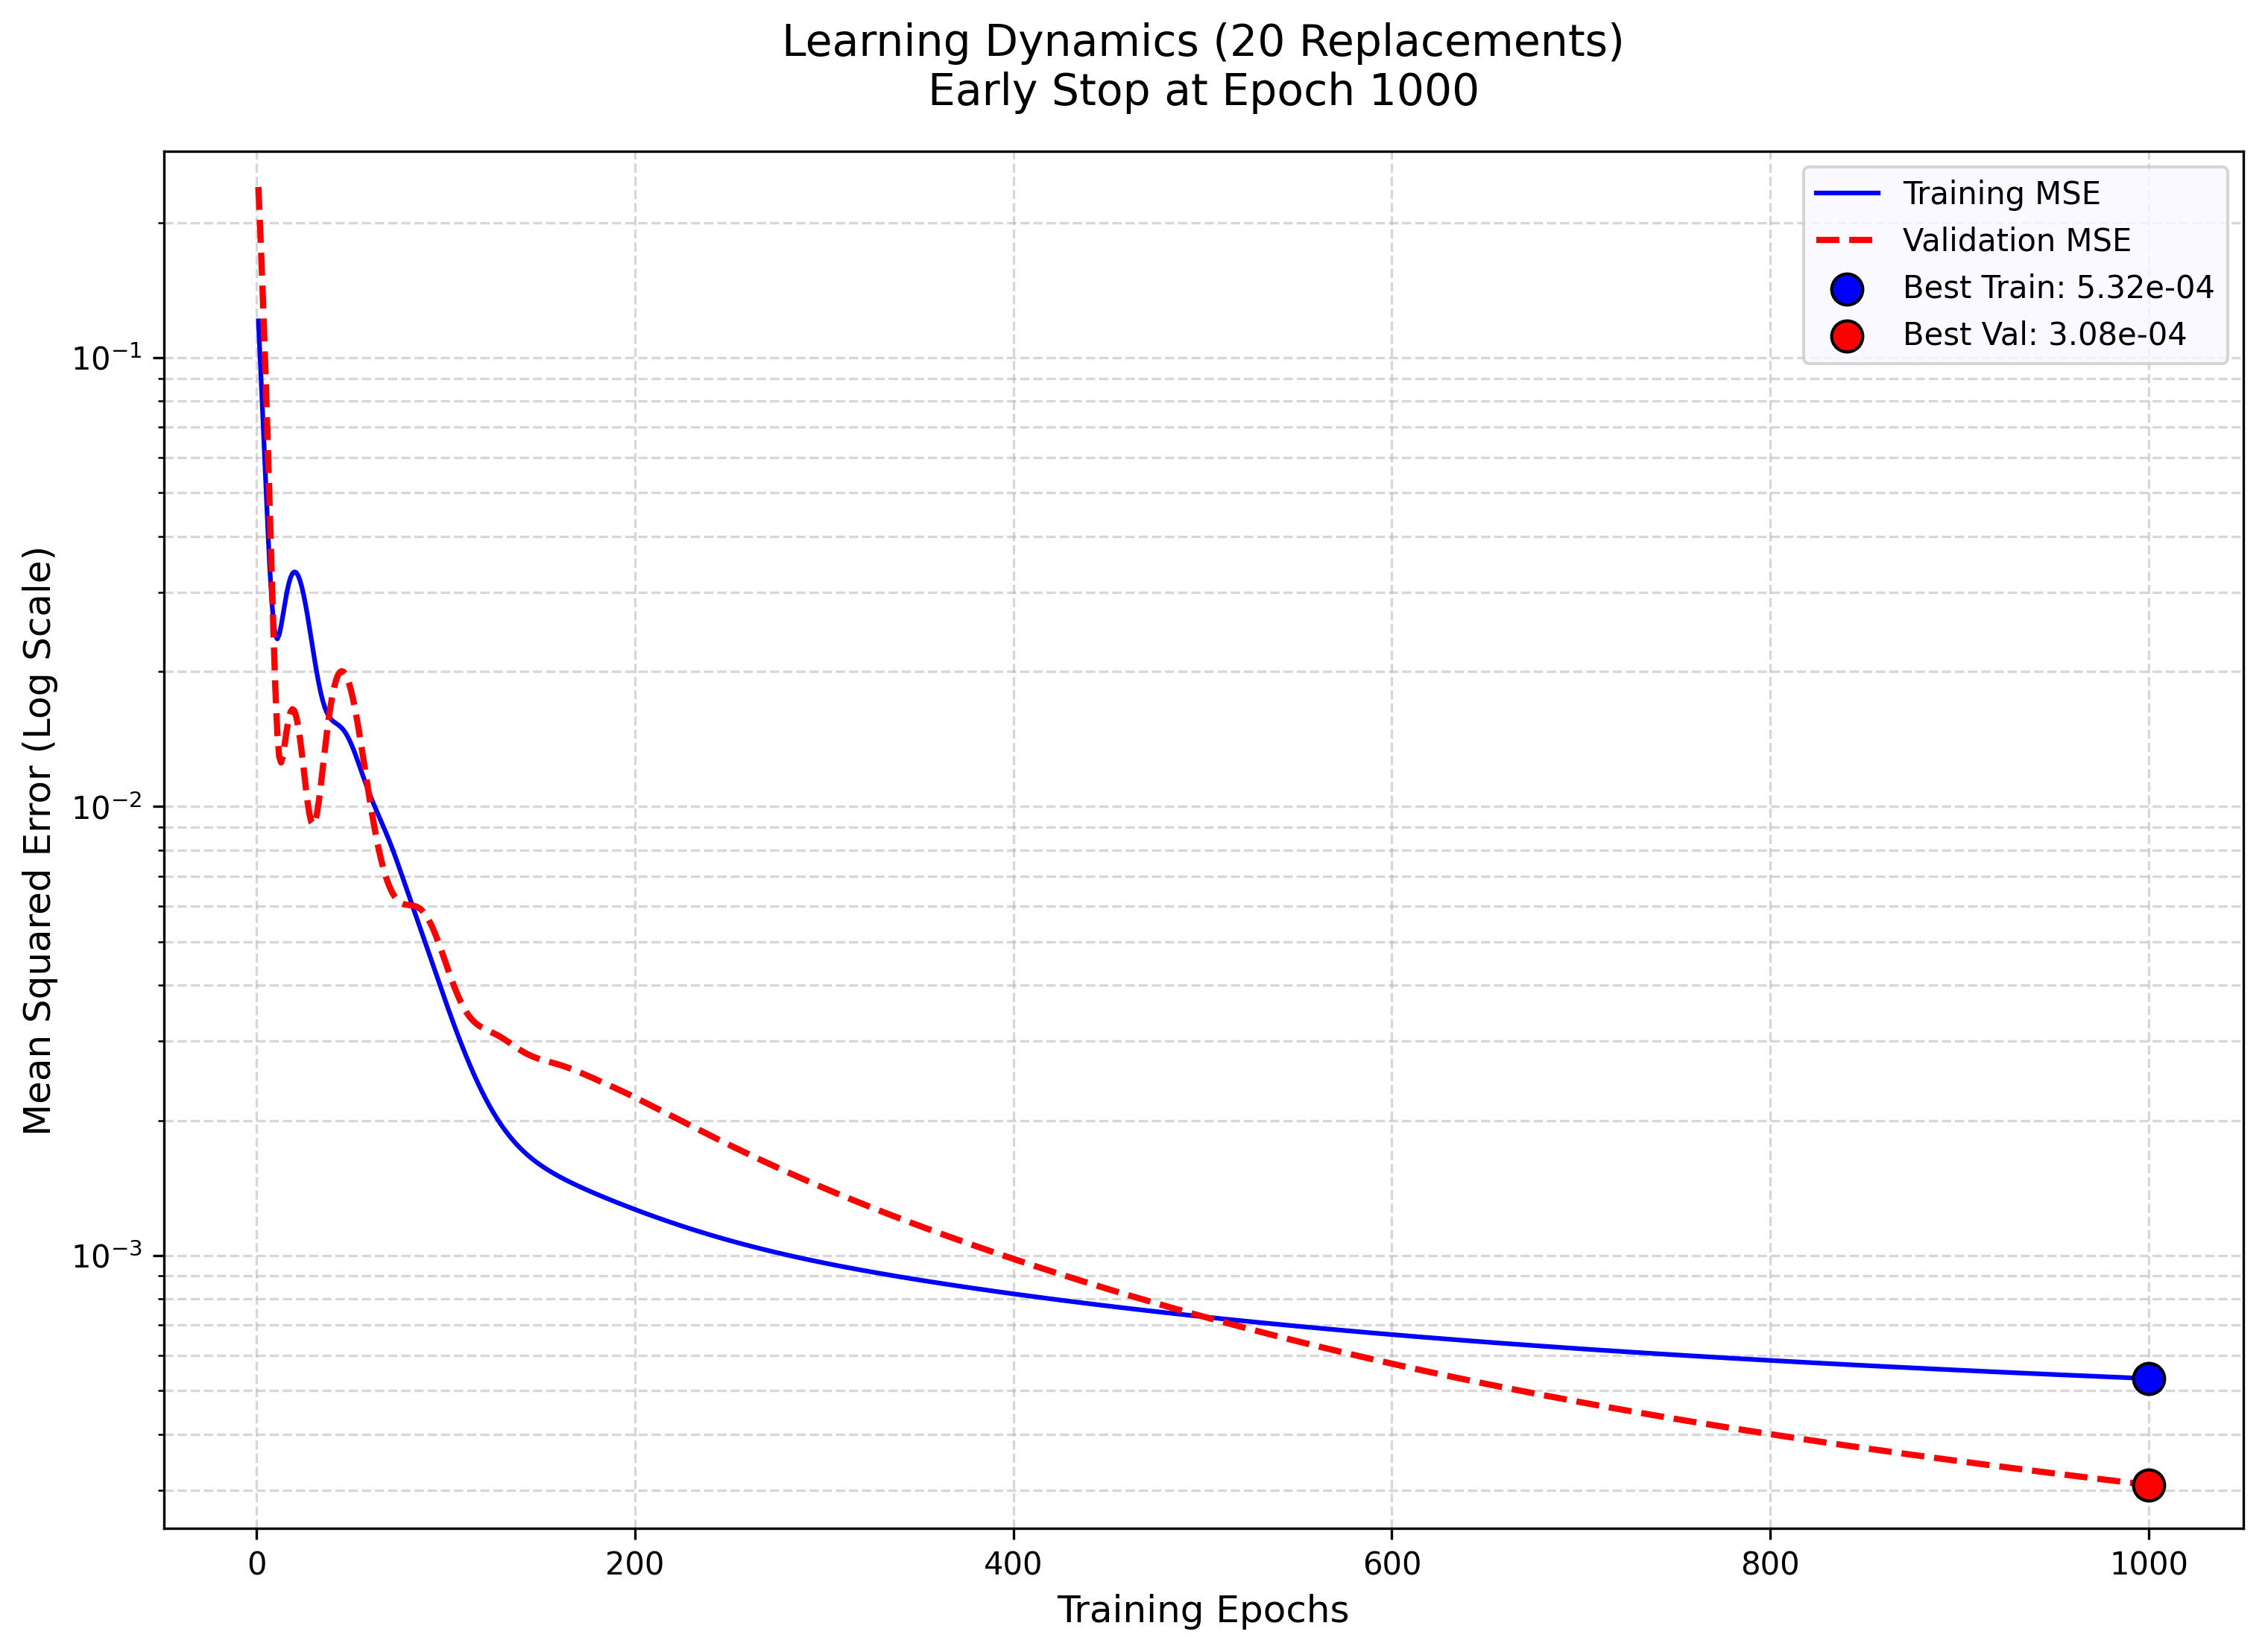 Learning Dynamics (20 Replacements)
Early Stop at Epoch 1000
Training MSE
Validation MSE
Best Train: 5.32e-04
Best Val: 3.08e-04
Mean Squared Error (Log Scale)
10⁻¹
10⁻²
10⁻³
0 200 400 600 800 1000
Training Epochs